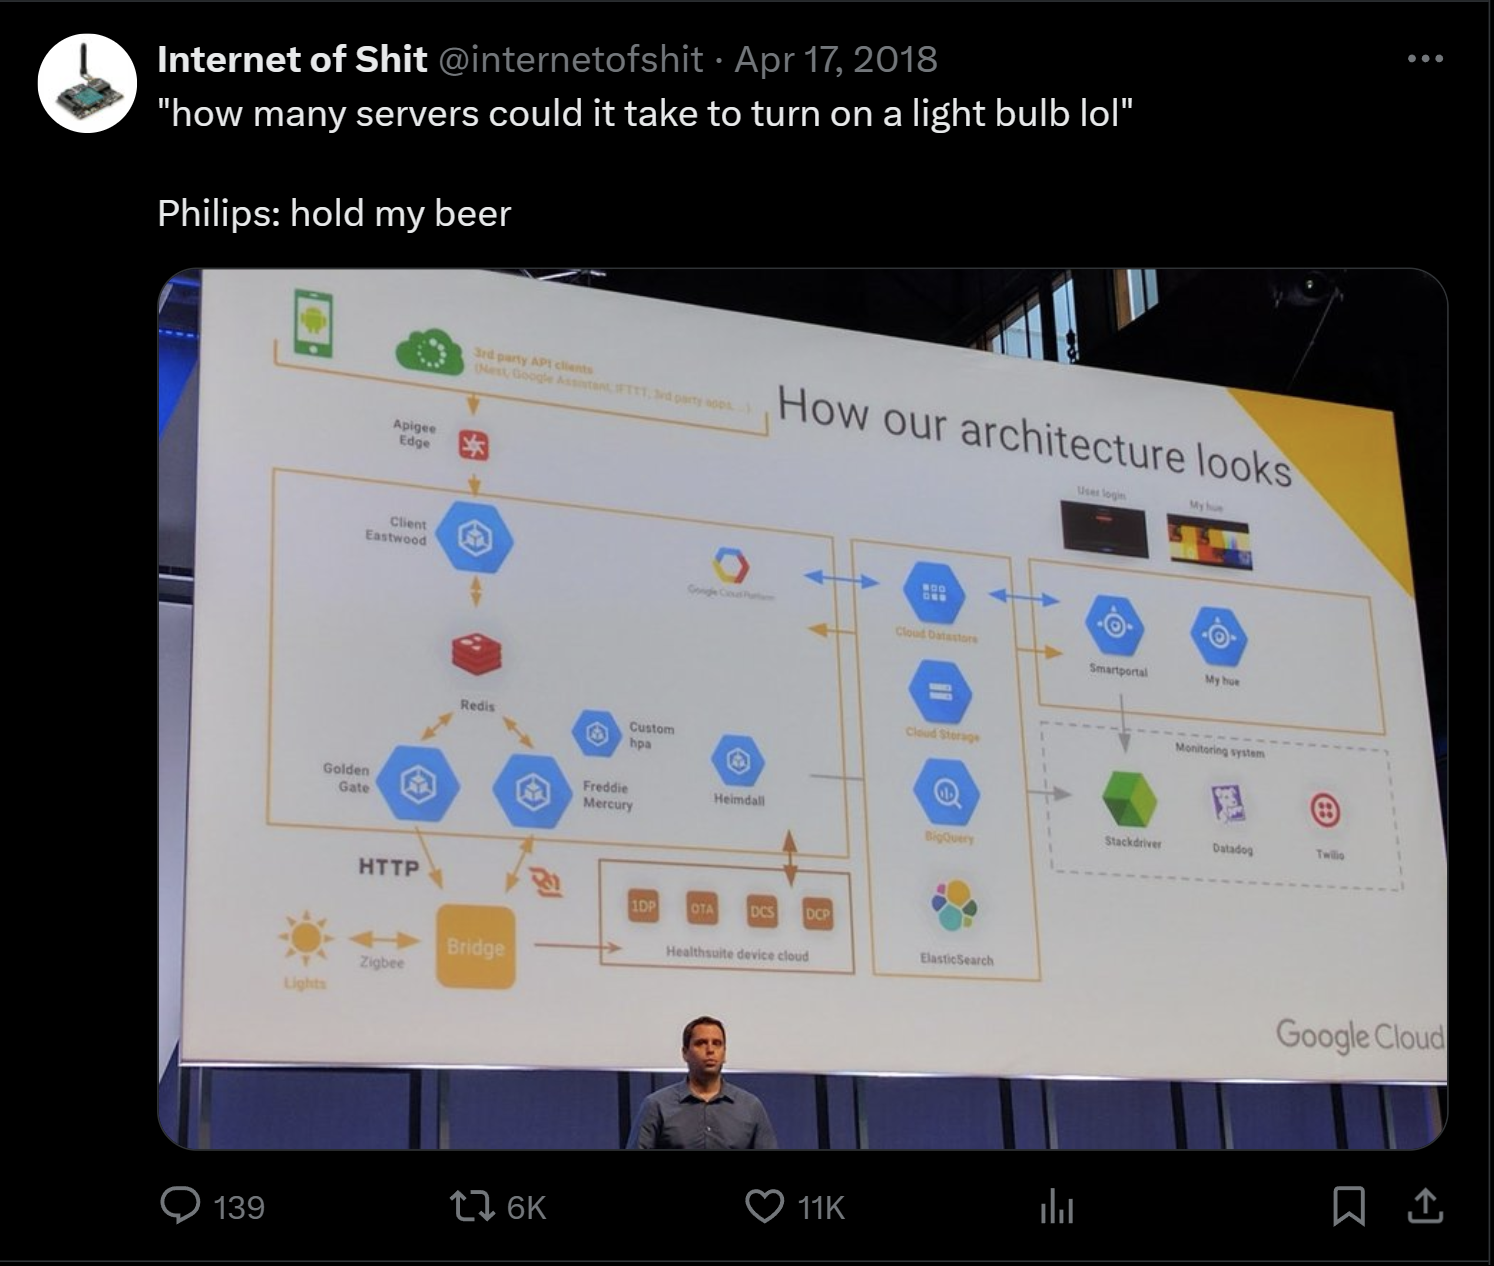 Internet of Shit @internetofshit · Apr 17, 2018
"how many servers could it take to turn on a light bulb lol"
Philips: hold my beer
3rd party API clients
(Nest, Google Assistant, IFTTT, 3rd party apps...)
How our architecture looks
Apigee
Edge
User login
My hue
Client
Eastwood
Google Cloud Platform
Cloud Datastore
Smartportal
My hue
Redis
Custom
hpa
Cloud Storage
Monitoring system
Golden
Gate
Freddie
Mercury
Heimdall
BigQuery
Stackdriver
Datadog
Twilio
HTTP
1DP
OTA
DCS
DCP
Bridge
Healthsuite device cloud
ElasticSearch
Zigbee
Lights
Google Cloud
139
6K
11K